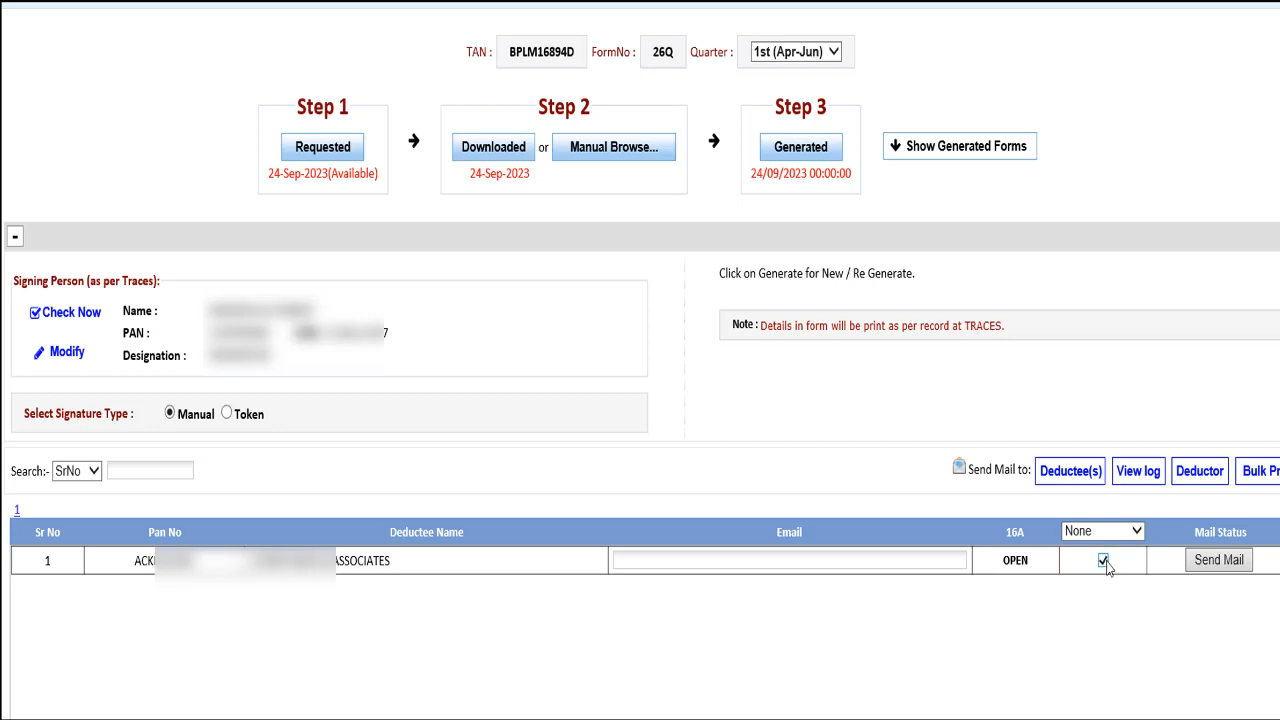 TAN : BPLM16894D FormNo : 26Q Quarter : 1st (Apr-Jun)
Step 1 Step 2 Step 3
Requested Downloaded or Manual Browse... Generated Show Generated Forms
24-Sep-2023(Available) 24-Sep-2023 24/09/2023 00:00:00
-
Signing Person (as per Traces):
Click on Generate for New / Re Generate.
Check Now Name :
PAN : 7
Note : Details in form will be print as per record at TRACES.
Modify Designation :
Select Signature Type : Manual Token
Search:- SrNo Send Mail to: Deductee(s) View log Deductor Bulk Pr
1
Sr No Pan No Deductee Name Email 16A None Mail Status
1 ACK ASSOCIATES OPEN Send Mail